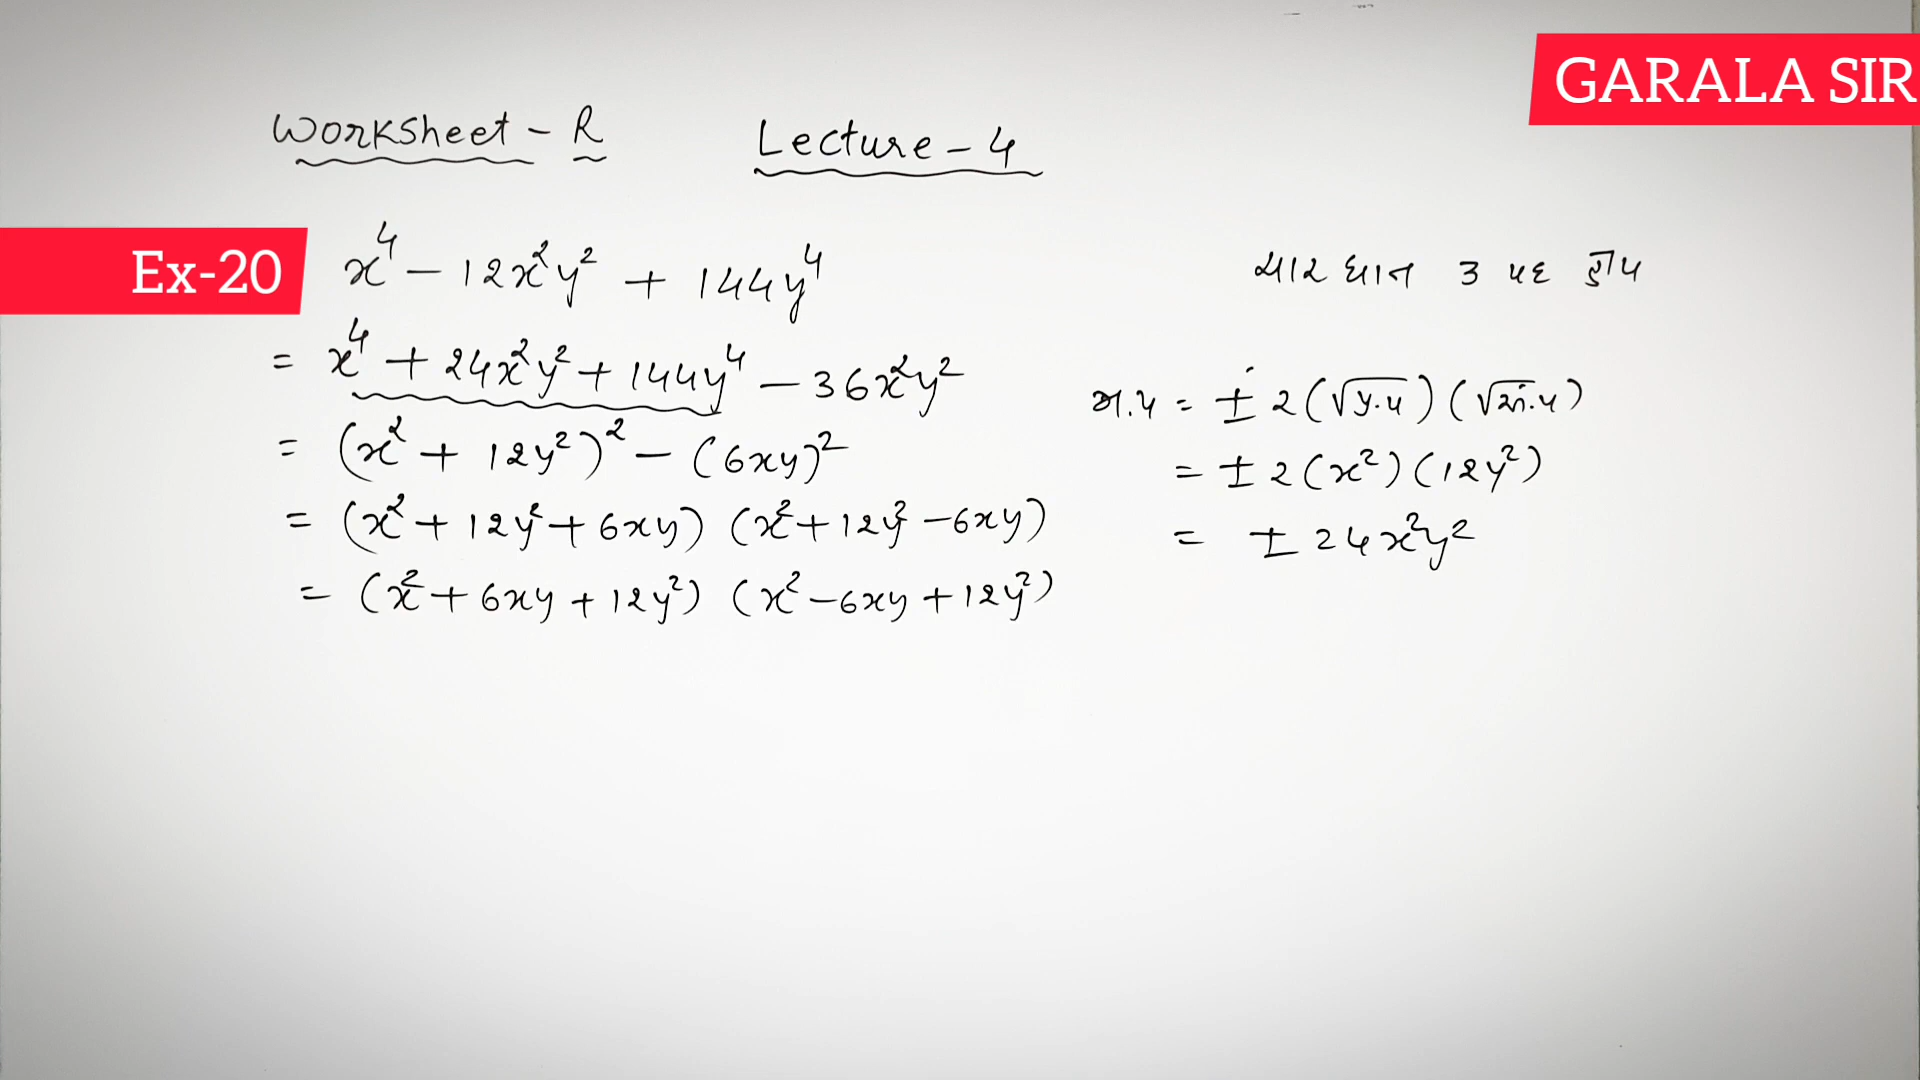 GARALA SIR
Worksheet - R Lecture - 4
Ex-20 x⁴ - 12x²y² + 144y⁴
= x⁴ + 24x²y² + 144y⁴ - 36x²y²
= (x² + 12y²)² - (6xy)²
= (x² + 12y² + 6xy) (x² + 12y² - 6xy)
= (x² + 6xy + 12y²) (x² - 6xy + 12y²)
ચાર ઘાત 3 પદ હોય
મ.પ = ± 2(√પ્ર.પ) (√અં.પ)
= ± 2(x²) (12y²)
= ± 24x²y²